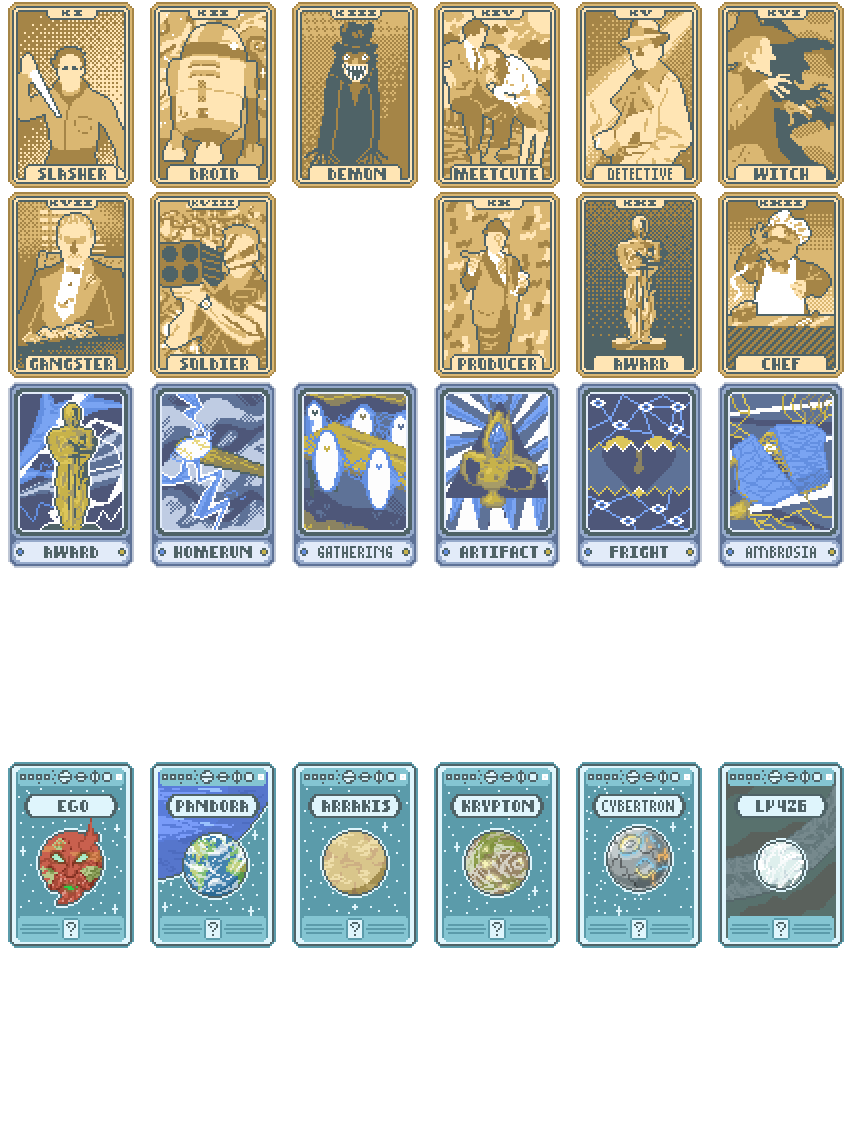 XI XII XIII XIV XV XVI
SLASHER DROID DEMON MEETCUTE DETECTIVE WITCH
XVII XVIII XX XXI XXII
GANGSTER SOLDIER PRODUCER AWARD CHEF
AWARD HOMERUN GATHERING ARTIFACT FRIGHT AMBROSIA
EGO PANDORA ARRAKIS KRYPTON CYBERTRON LV426
? ? ? ? ? ?